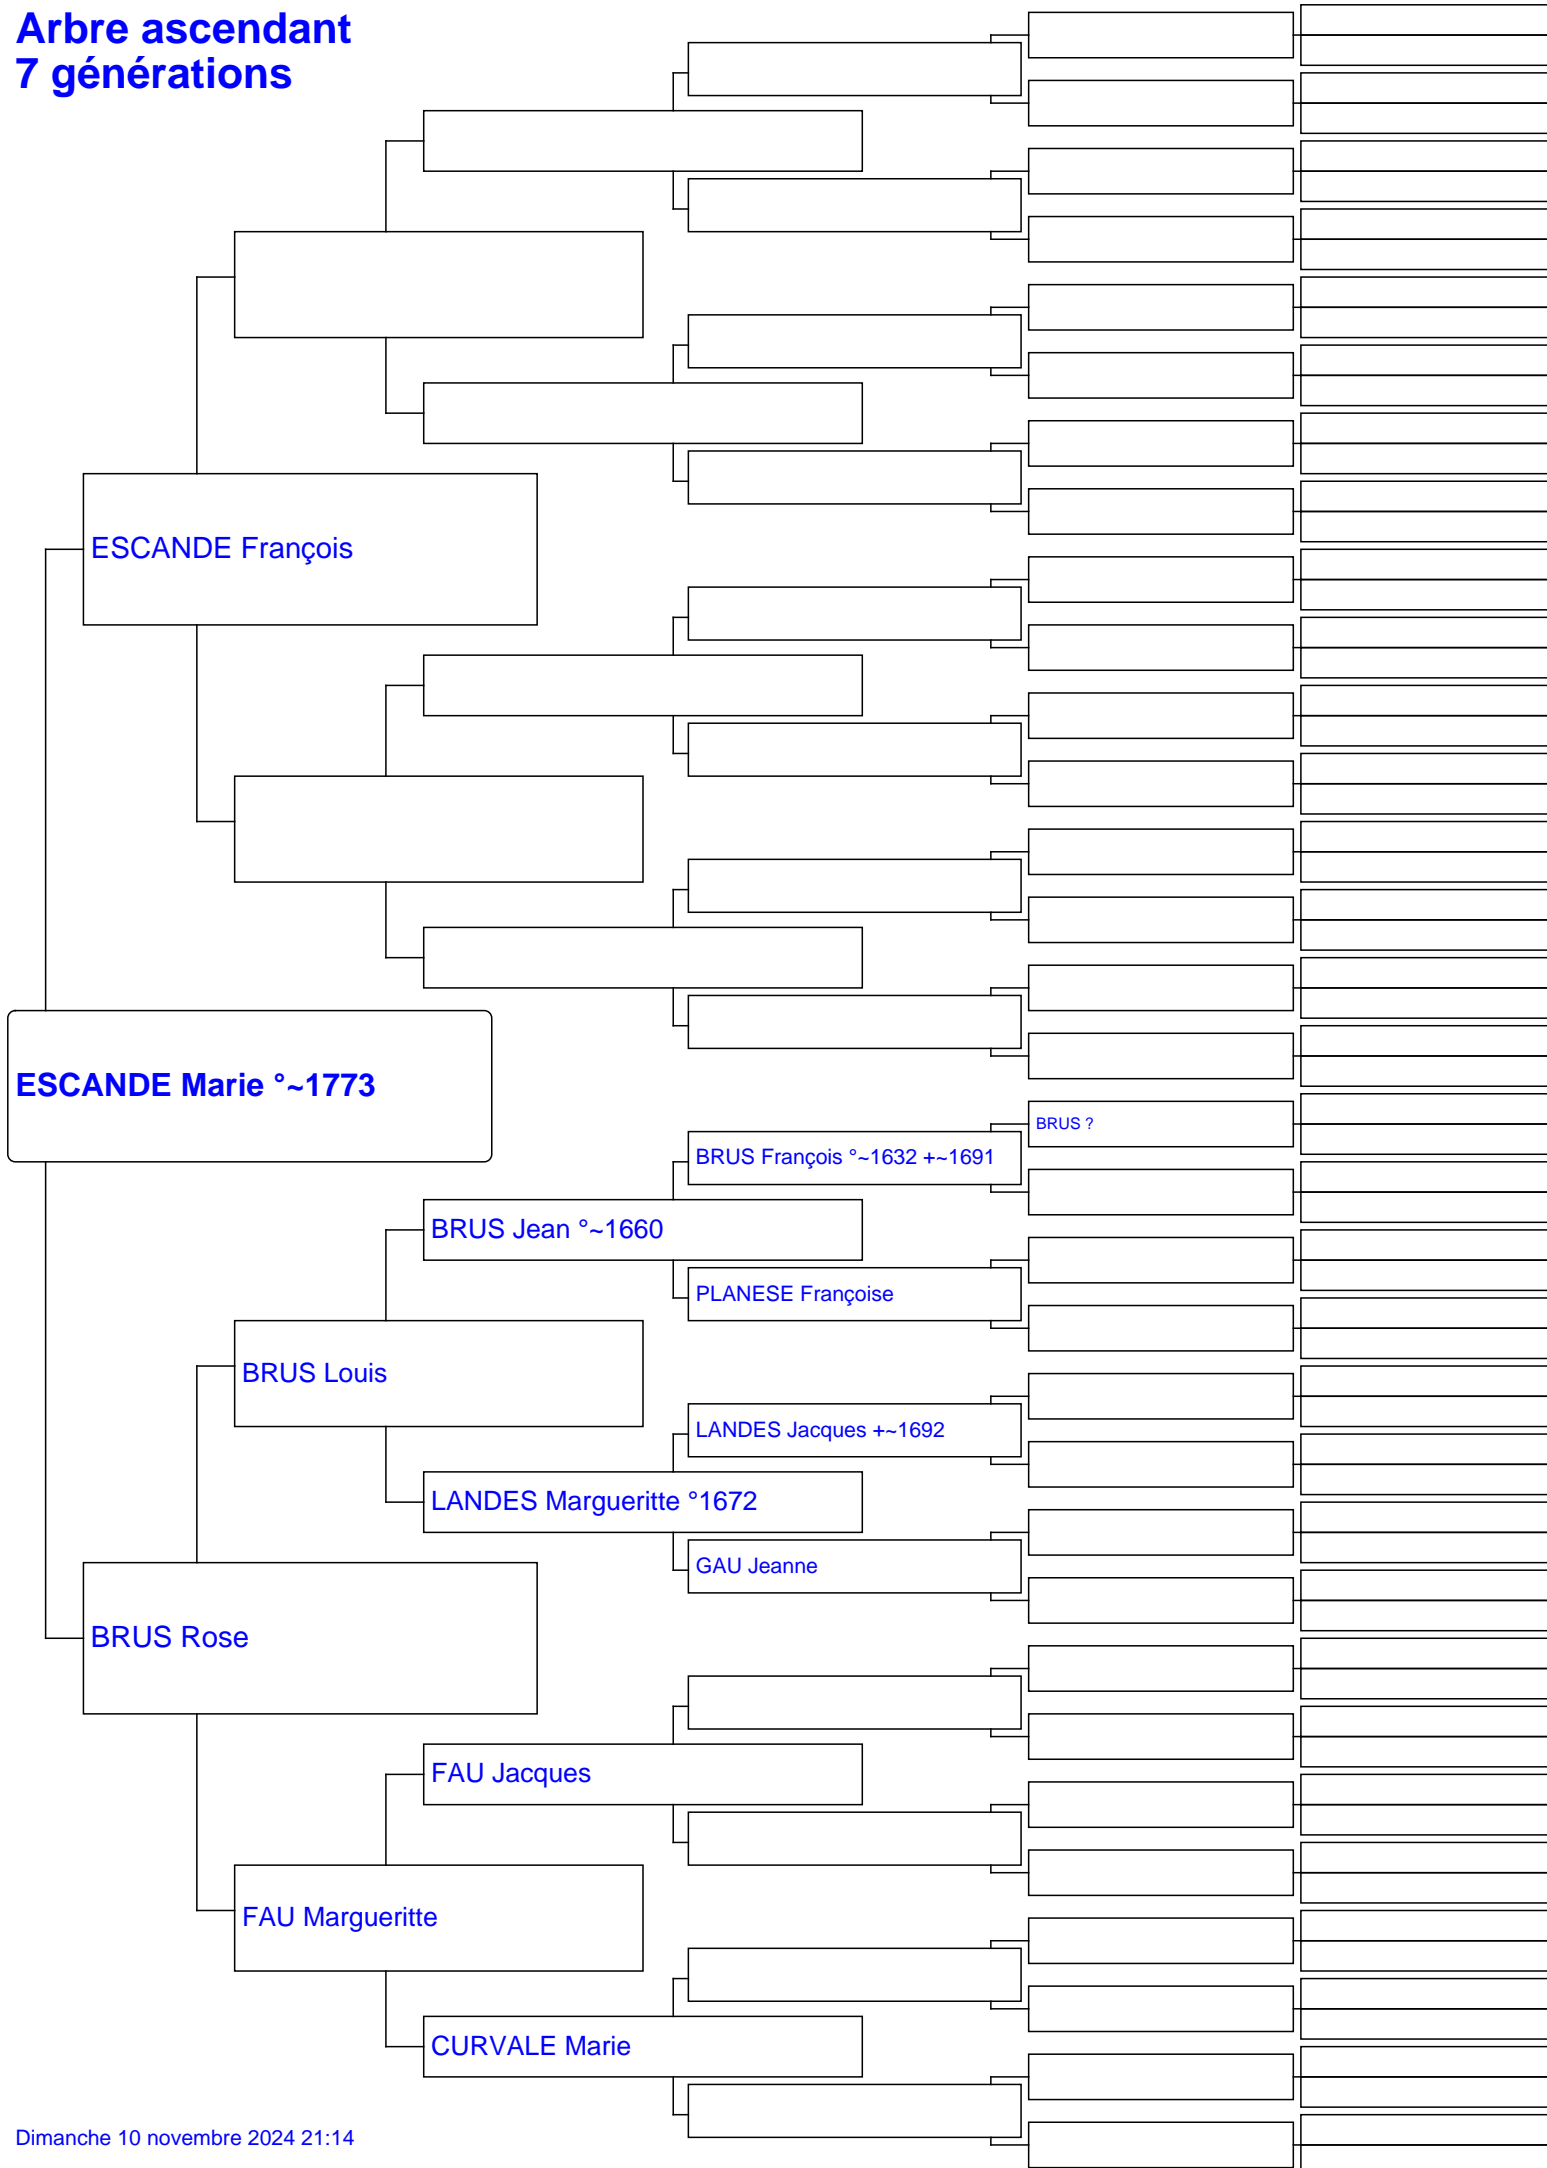 Arbre ascendant
7 générations
ESCANDE François
ESCANDE Marie °~1773
BRUS ?
BRUS François °~1632 +~1691
BRUS Jean °~1660
PLANESE Françoise
BRUS Louis
LANDES Jacques +~1692
LANDES Margueritte °1672
GAU Jeanne
BRUS Rose
FAU Jacques
FAU Margueritte
CURVALE Marie
Dimanche 10 novembre 2024 21:14